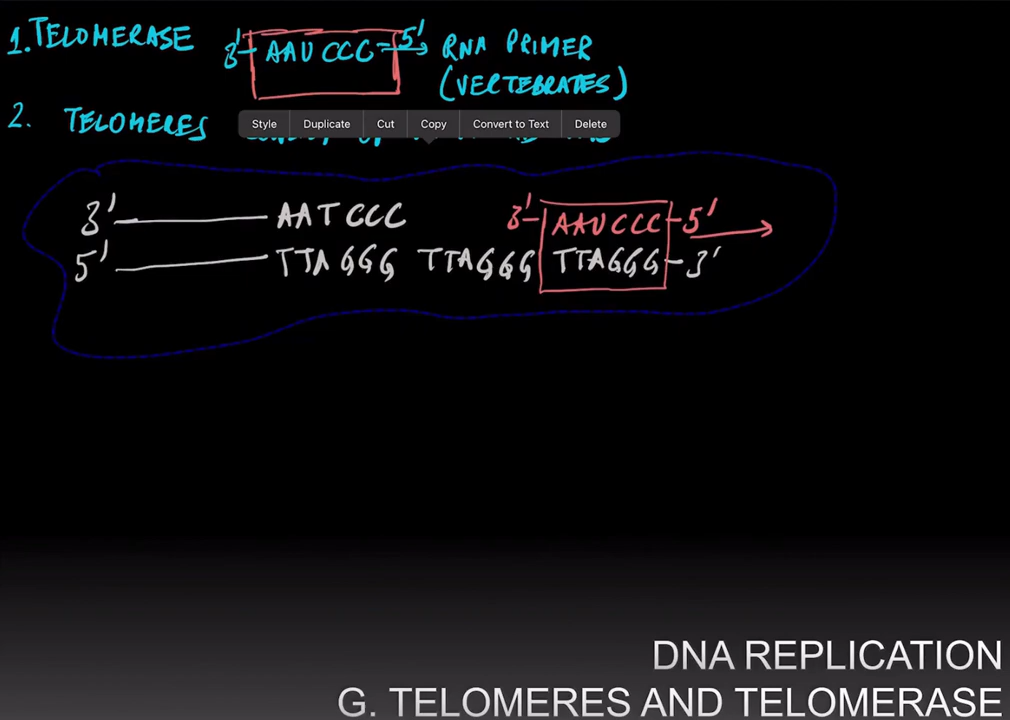 1. TELOMERASE 3'-AAUCCC-5' RNA PRIMER
(VERTEBRATES)
2. TELOMERES
Style Duplicate Cut Copy Convert to Text Delete
3' AATCCC 3'-AAUCCC-5'
5' TTAGGG TTAGGG TTAGGG-3'
DNA REPLICATION
G. TELOMERES AND TELOMERASE